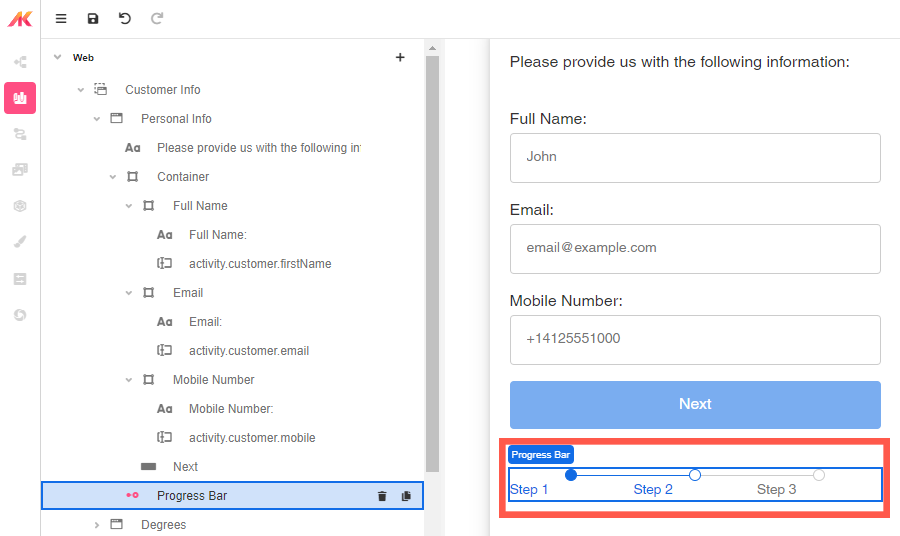 Web
Customer Info
Personal Info
Aa Please provide us with the following in
Container
Full Name
Aa Full Name:
activity.customer.firstName
Email
Aa Email:
activity.customer.email
Mobile Number
Aa Mobile Number:
activity.customer.mobile
Next
Progress Bar
Degrees
Please provide us with the following information:
Full Name:
John
Email:
email@example.com
Mobile Number:
+14125551000
Next
Progress Bar
Step 1 Step 2 Step 3